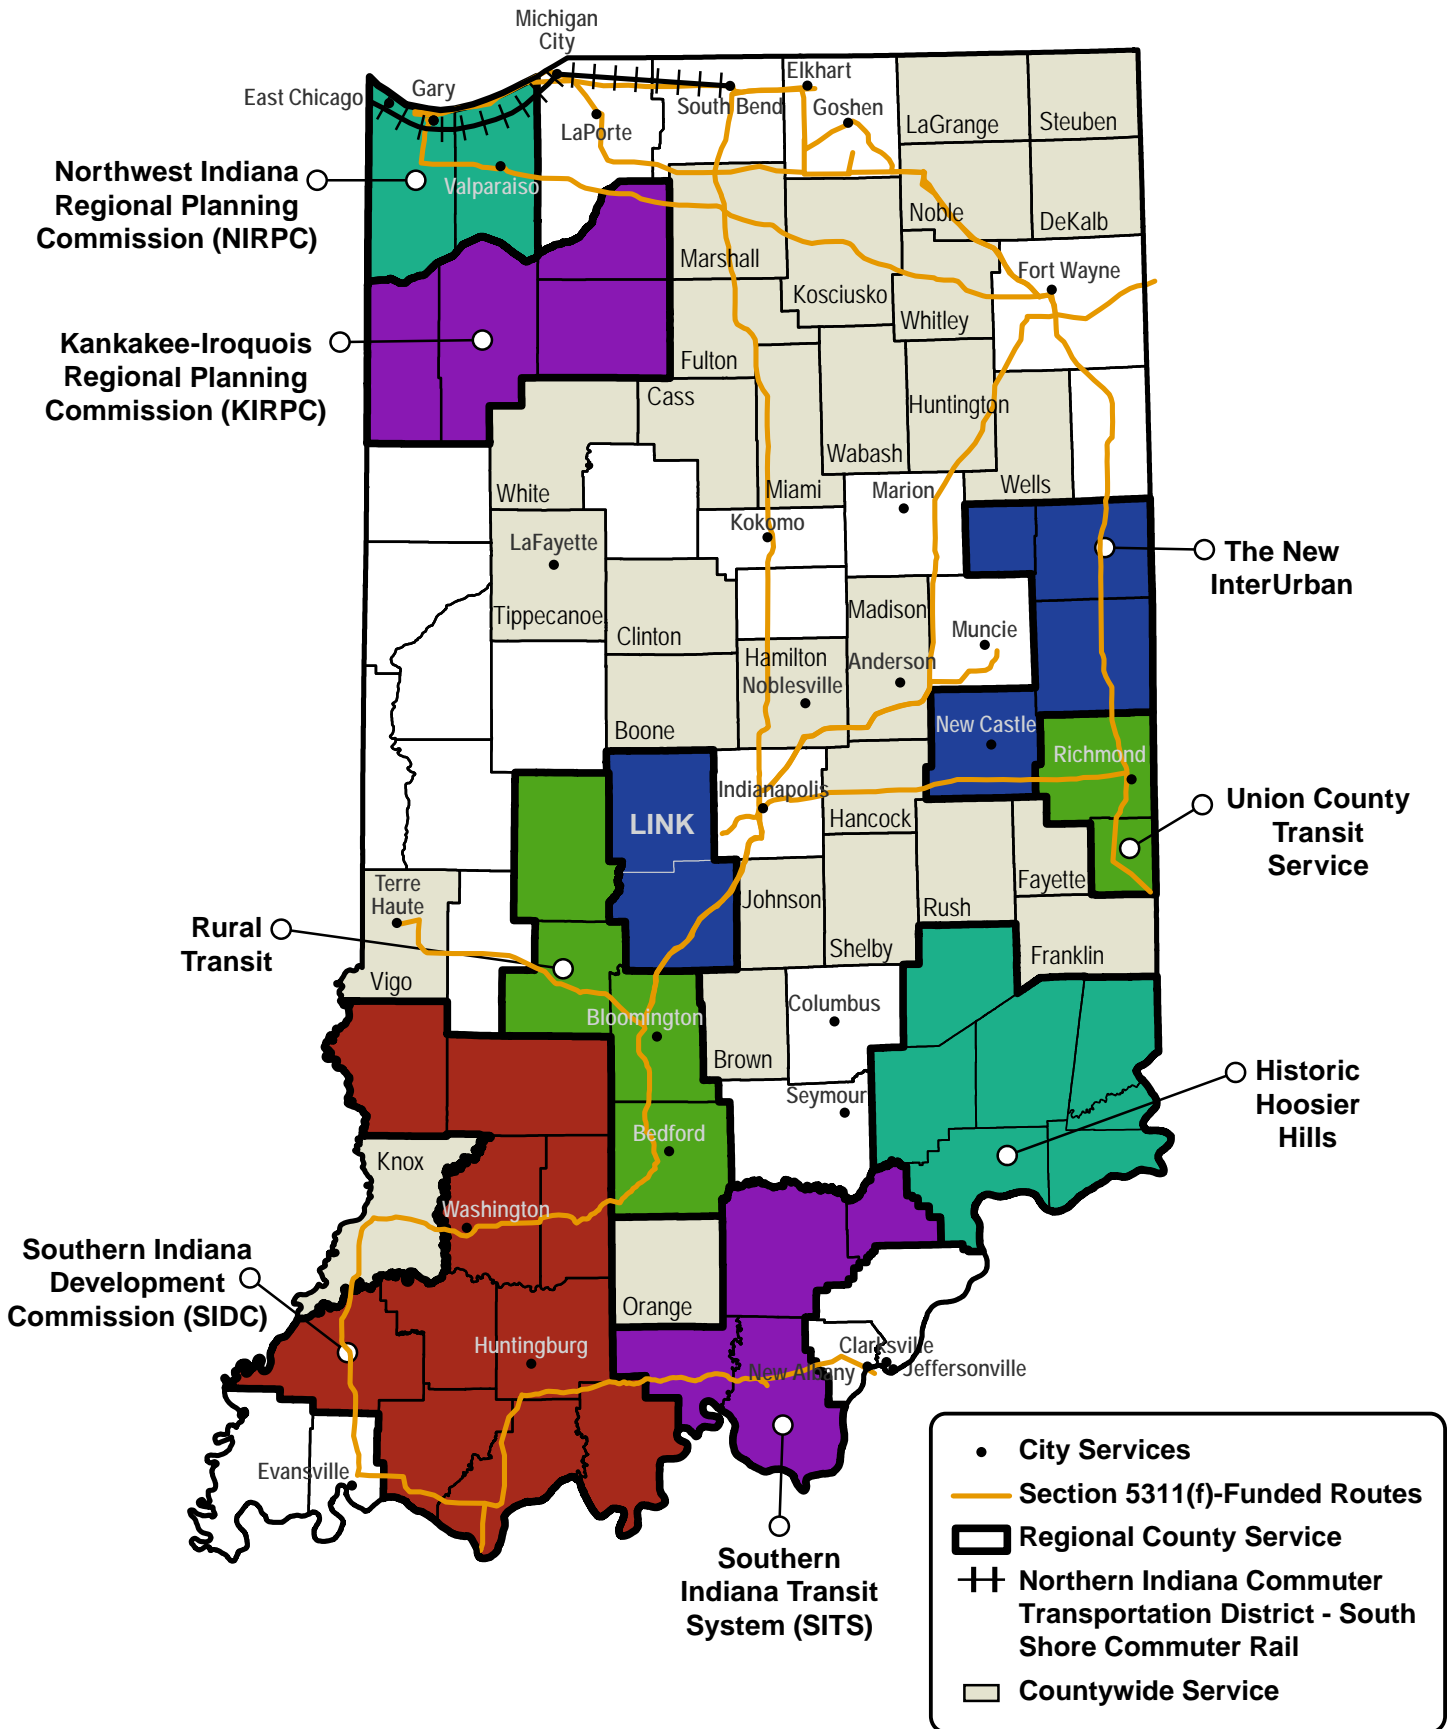 Michigan
City
East Chicago
Gary
South Bend
Elkhart
Goshen
LaPorte
LaGrange
Steuben
Northwest Indiana
Regional Planning
Commission (NIRPC)
Valparaiso
Noble
DeKalb
Marshall
Kosciusko
Fort Wayne
Whitley
Kankakee-Iroquois
Regional Planning
Commission (KIRPC)
Fulton
Cass
Huntington
Wabash
White
Miami
Marion
Wells
Kokomo
LaFayette
The New
InterUrban
Tippecanoe
Clinton
Madison
Muncie
Hamilton
Anderson
Noblesville
Boone
New Castle
Richmond
Indianapolis
LINK
Hancock
Union County
Transit
Service
Terre
Haute
Johnson
Rush
Fayette
Rural
Transit
Vigo
Shelby
Franklin
Columbus
Bloomington
Brown
Seymour
Historic
Hoosier
Hills
Bedford
Knox
Washington
Southern Indiana
Development
Commission (SIDC)
Orange
Huntingburg
Clarksville
New Albany
Jeffersonville
Evansville
Southern
Indiana Transit
System (SITS)
City Services
Section 5311(f)-Funded Routes
Regional County Service
Northern Indiana Commuter
Transportation District - South
Shore Commuter Rail
Countywide Service